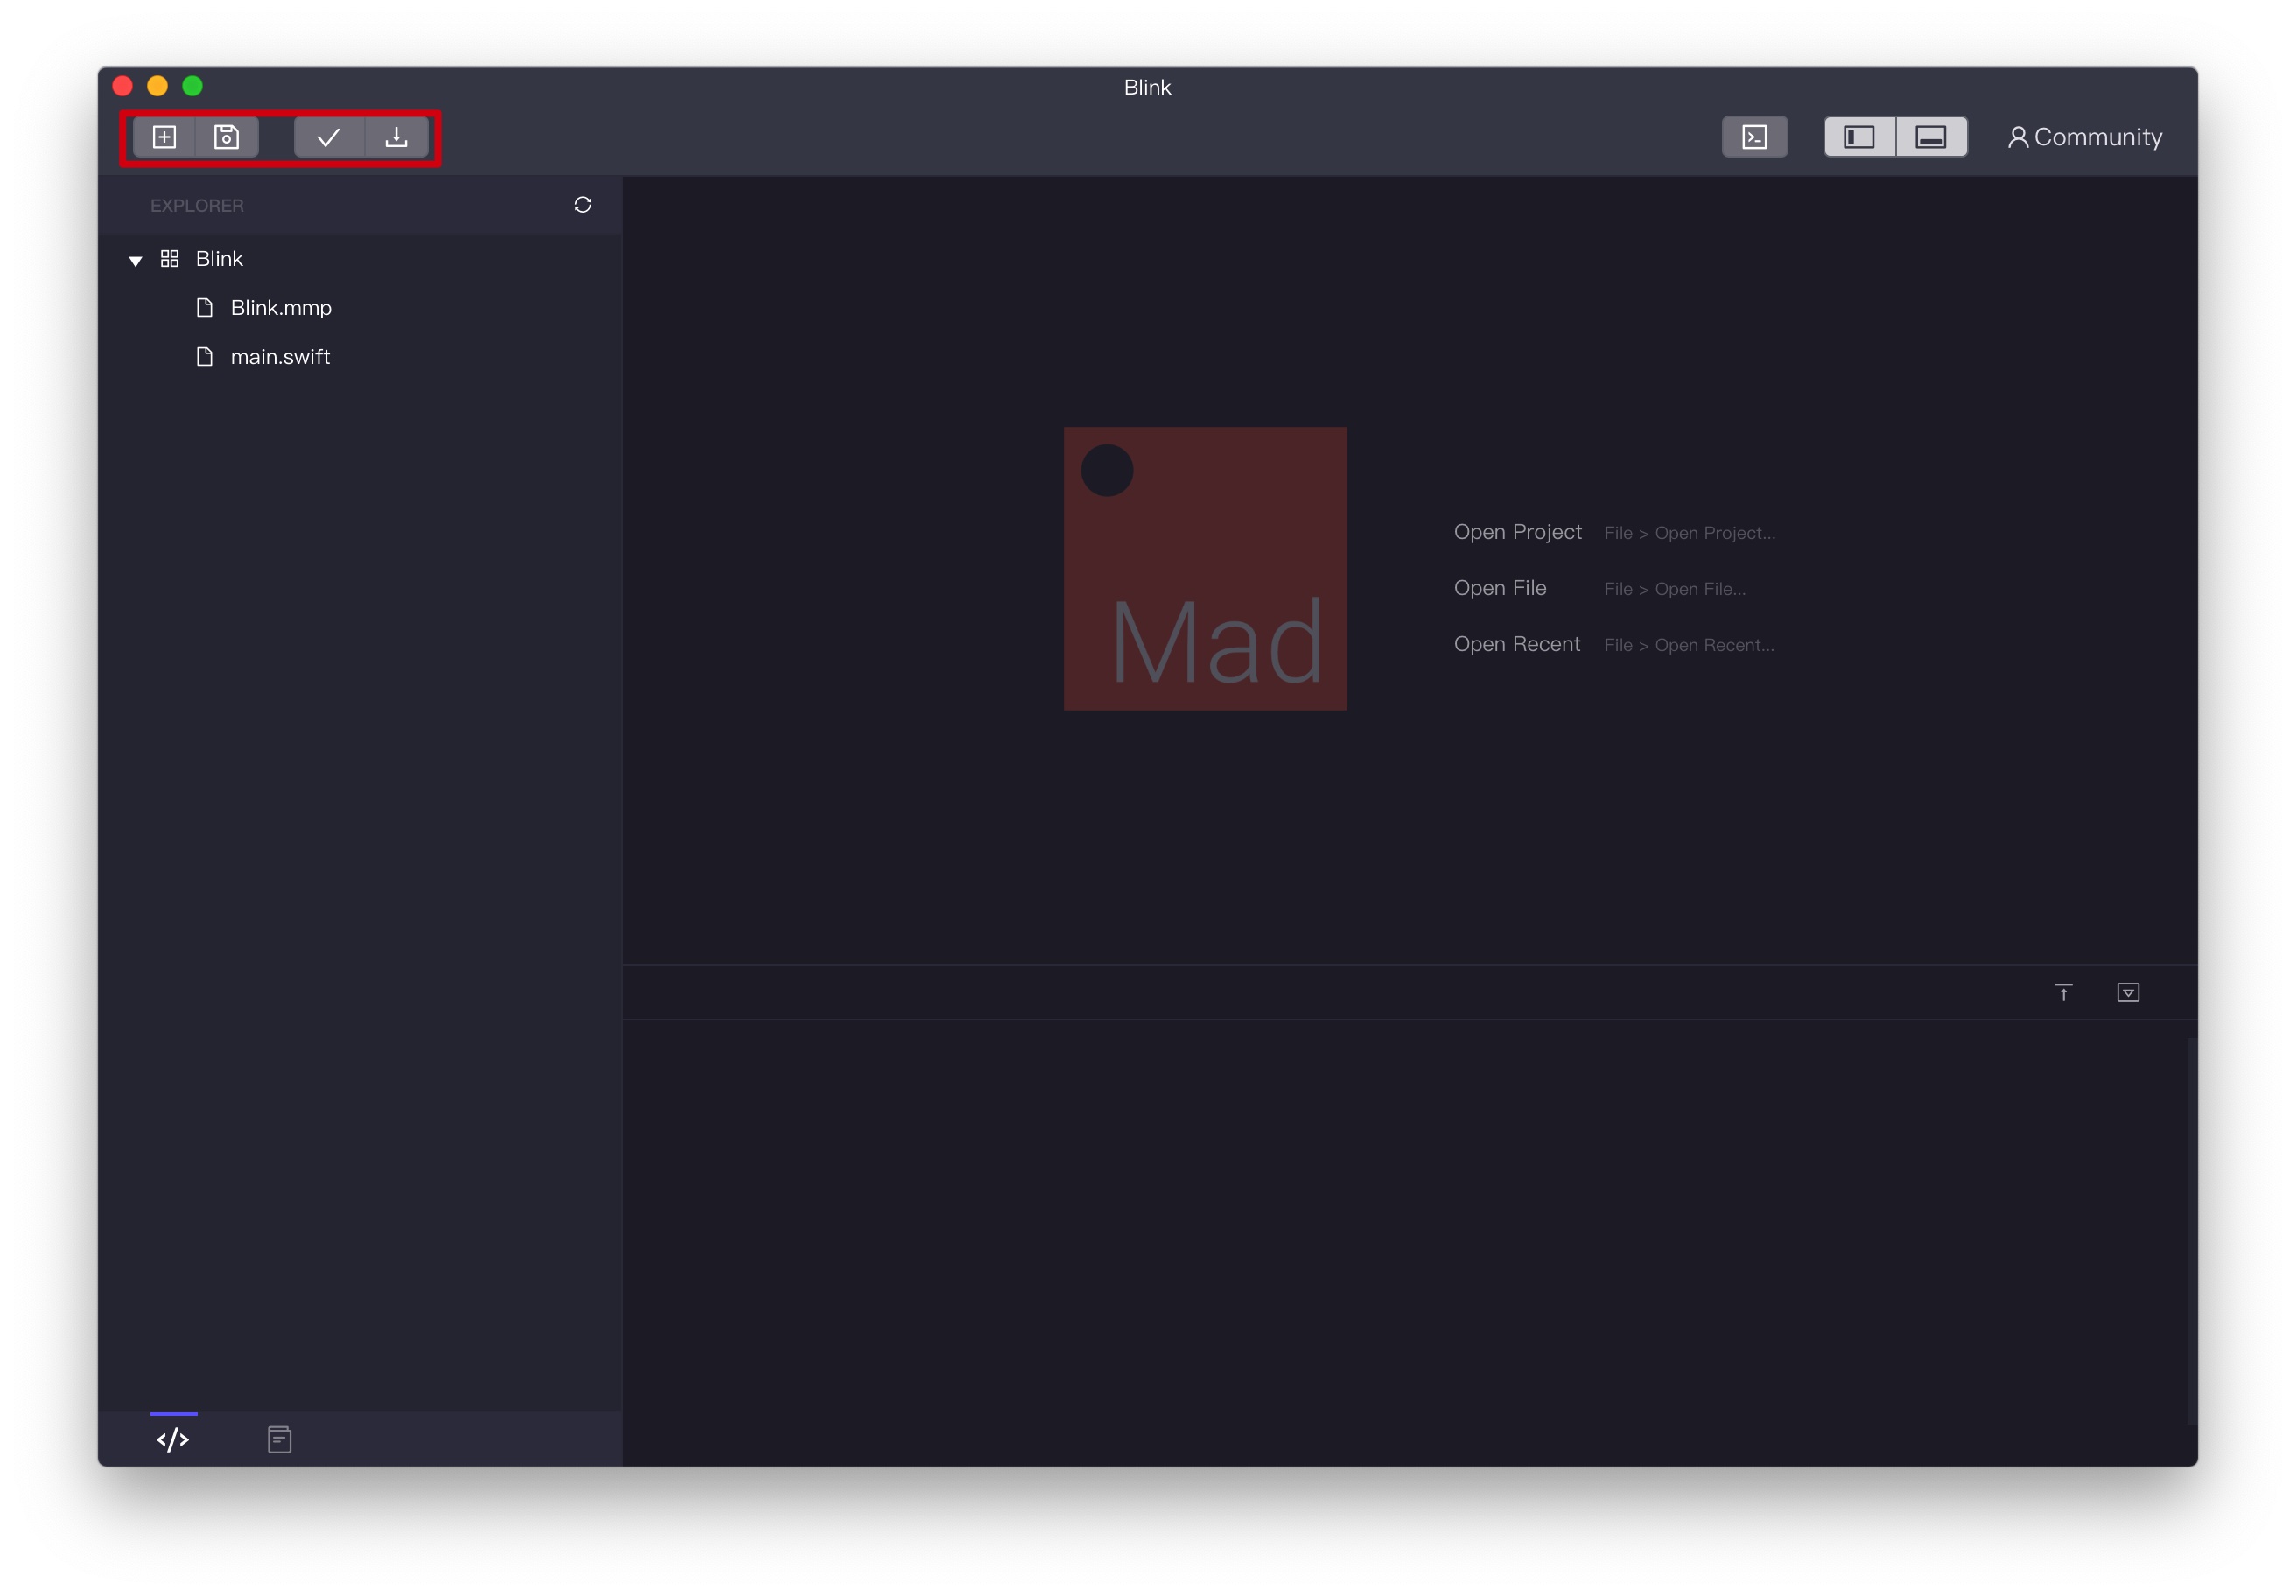 Blink
Community
EXPLORER
Blink
Blink.mmp
main.swift
Mad
Open Project File > Open Project...
Open File File > Open File...
Open Recent File > Open Recent...